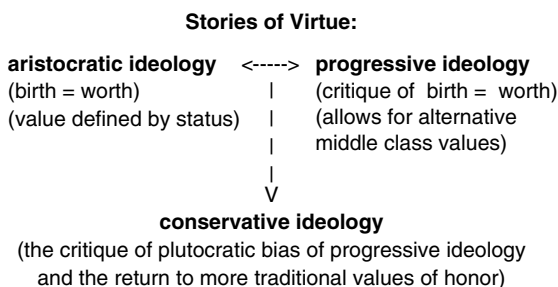 Stories of Virtue:
aristocratic ideology <-----> progressive ideology
(birth = worth) | (critique of birth = worth)
(value defined by status) | (allows for alternative
| middle class values)
|
V
conservative ideology
(the critique of plutocratic bias of progressive ideology
and the return to more traditional values of honor)